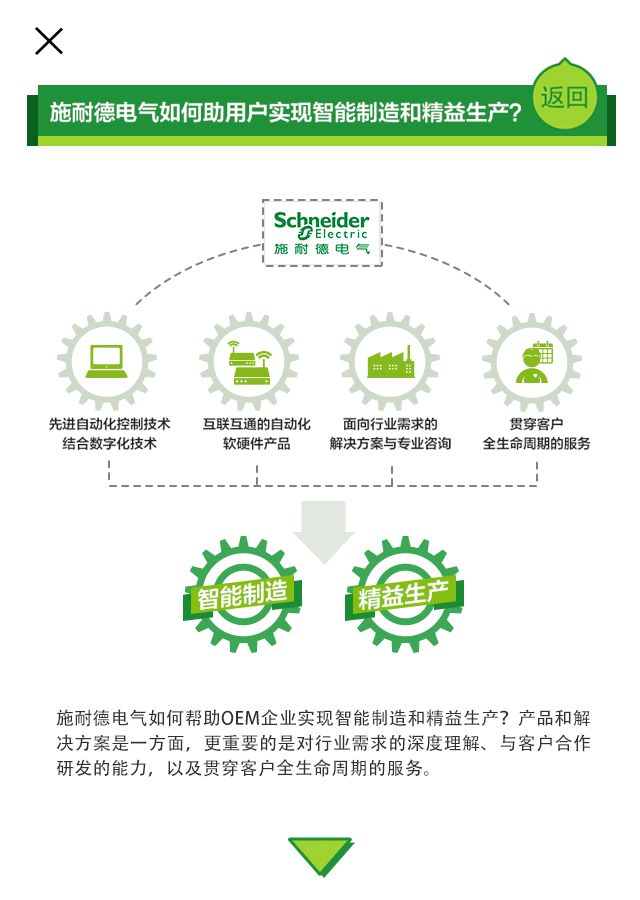 返回
施耐德电气如何助用户实现智能制造和精益生产?
Schneider
Electric
施耐德电气
先进自动化控制技术
结合数字化技术
互联互通的自动化
软硬件产品
面向行业需求的
解决方案与专业咨询
贯穿客户
全生命周期的服务
智能制造
精益生产
施耐德电气如何帮助OEM企业实现智能制造和精益生产？产品和解
决方案是一方面，更重要的是对行业需求的深度理解、与客户合作
研发的能力，以及贯穿客户全生命周期的服务。